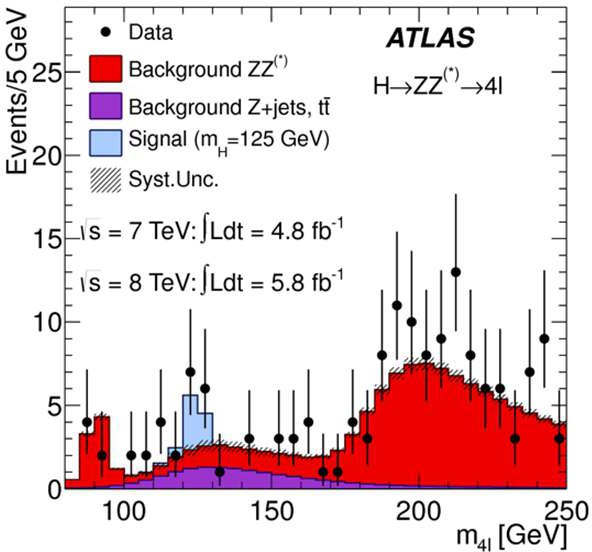 Events/5 GeV
25
20
15
10
5
0
Data
Background ZZ(*)
Background Z+jets, tt̄
Signal (mH=125 GeV)
Syst.Unc.
ATLAS
H→ZZ(*)→4l
√s = 7 TeV:∫Ldt = 4.8 fb-1
√s = 8 TeV:∫Ldt = 5.8 fb-1
100
150
200
250
m4l [GeV]